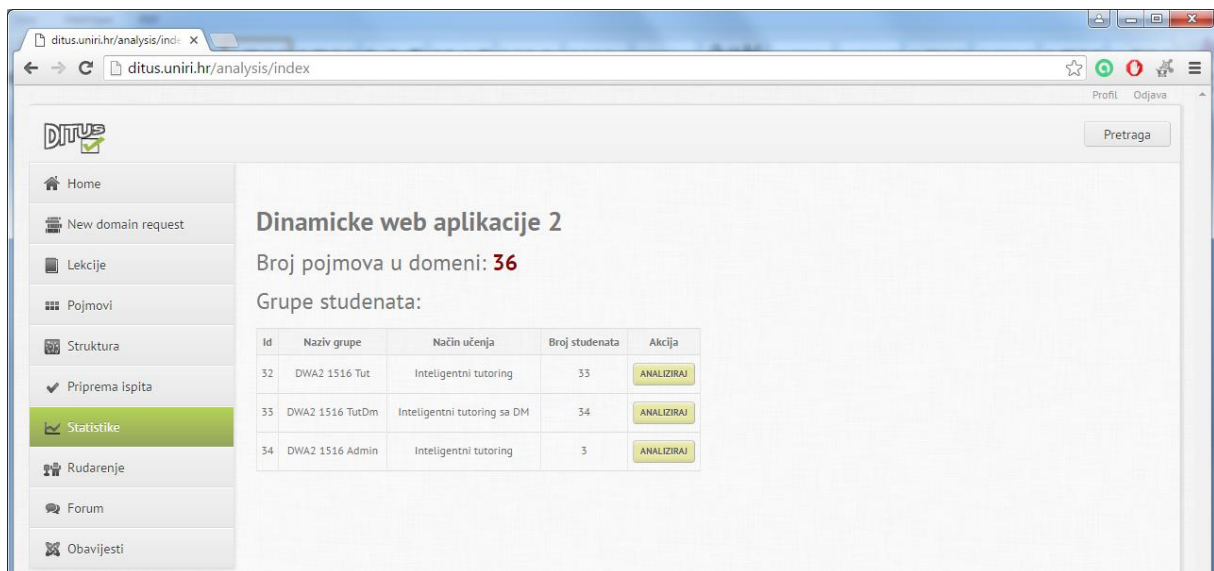 ditus.uniri.hr/analysis/inde
ditus.uniri.hr/analysis/index
Profil Odjava
DITUS
Pretraga
Home
New domain request
Lekcije
Pojmovi
Struktura
Priprema ispita
Statistike
Rudarenje
Forum
Obavijesti
Dinamicke web aplikacije 2
Broj pojmova u domeni: 36
Grupe studenata:
Id Naziv grupe Način učenja Broj studenata Akcija
32 DWA2 1516 Tut Inteligentni tutoring 33 ANALIZIRAJ
33 DWA2 1516 TutDm Inteligentni tutoring sa DM 34 ANALIZIRAJ
34 DWA2 1516 Admin Inteligentni tutoring 3 ANALIZIRAJ